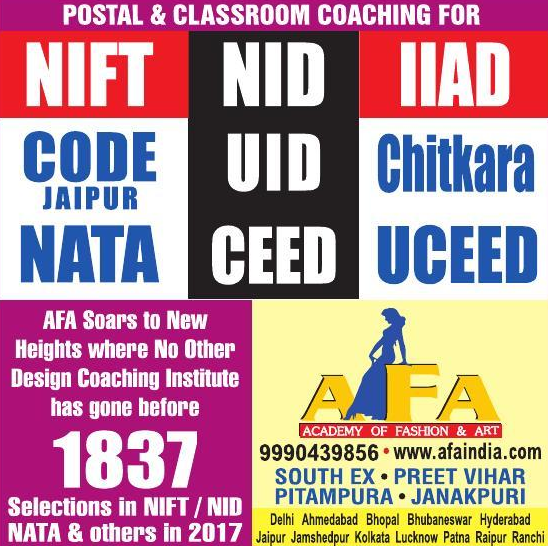 POSTAL & CLASSROOM COACHING FOR
NIFT NID IIAD
CODE UID Chitkara
JAIPUR
NATA CEED UCEED
AFA Soars to New
Heights where No Other
Design Coaching Institute
has gone before
1837
Selections in NIFT / NID
NATA & others in 2017
AFA
ACADEMY OF FASHION & ART
9990439856 • www.afaindia.com
SOUTH EX • PREET VIHAR
PITAMPURA • JANAKPURI
Delhi Ahmedabad Bhopal Bhubaneswar Hyderabad
Jaipur Jamshedpur Kolkata Lucknow Patna Raipur Ranchi